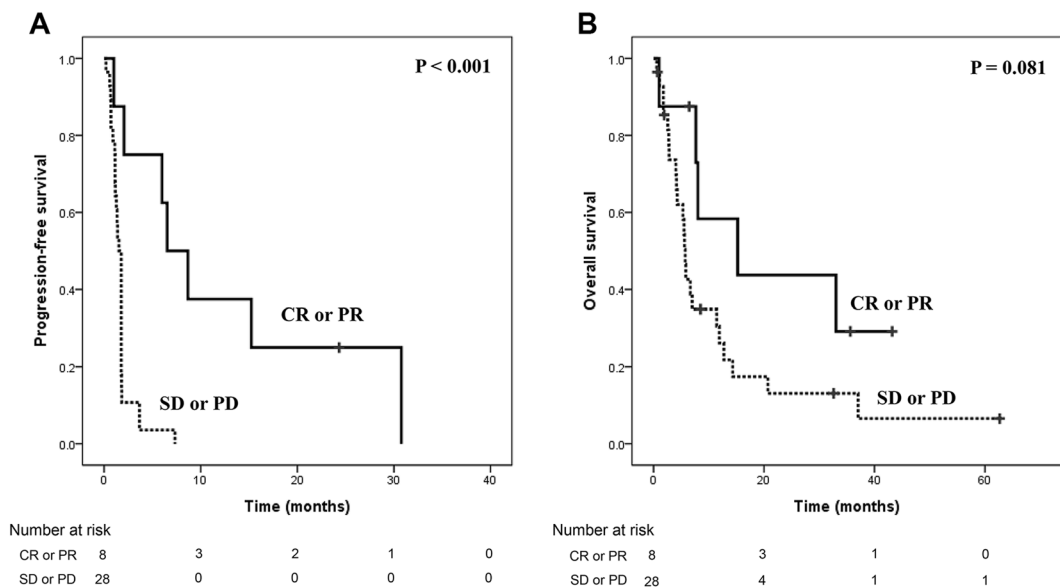 A
P < 0.001
Progression-free survival
1.0
0.8
0.6
0.4
0.2
0.0
CR or PR
SD or PD
0 10 20 30 40
Time (months)
Number at risk
CR or PR 8 3 2 1 0
SD or PD 28 0 0 0 0
B
P = 0.081
Overall survival
1.0
0.8
0.6
0.4
0.2
0.0
CR or PR
SD or PD
0 20 40 60
Time (months)
Number at risk
CR or PR 8 3 1 0
SD or PD 28 4 1 1